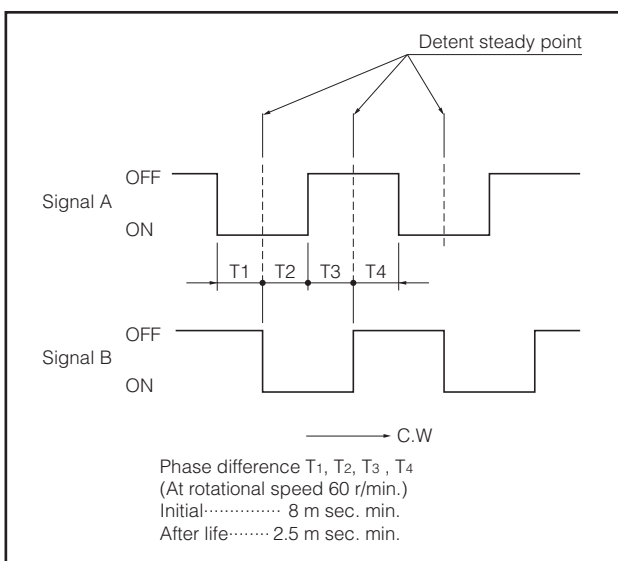 Detent steady point
OFF
Signal A
ON
T1 T2 T3 T4
OFF
Signal B
ON
C.W
Phase difference T1, T2, T3 , T4
(At rotational speed 60 r/min.)
Initial··············· 8 m sec. min.
After life········ 2.5 m sec. min.